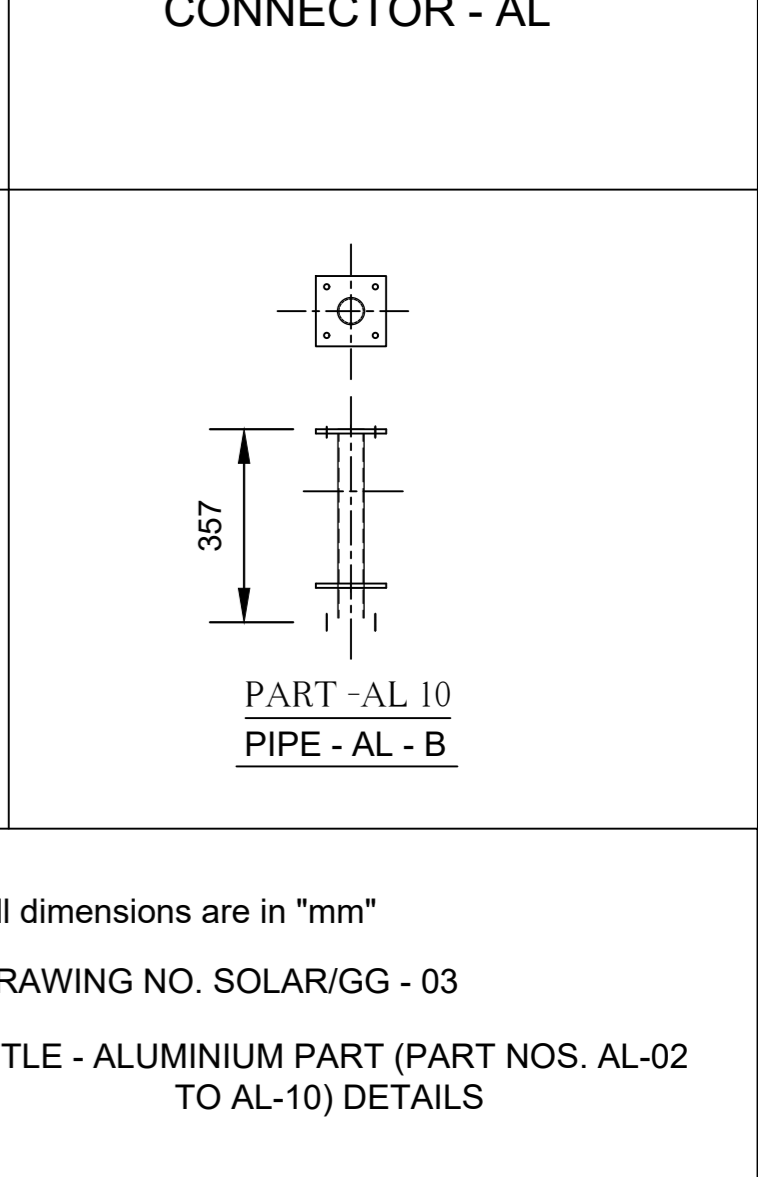 CONNECTOR - AL
357
PART -AL 10
PIPE - AL - B
ll dimensions are in "mm"
RAWING NO. SOLAR/GG - 03
TLE - ALUMINIUM PART (PART NOS. AL-02
TO AL-10) DETAILS